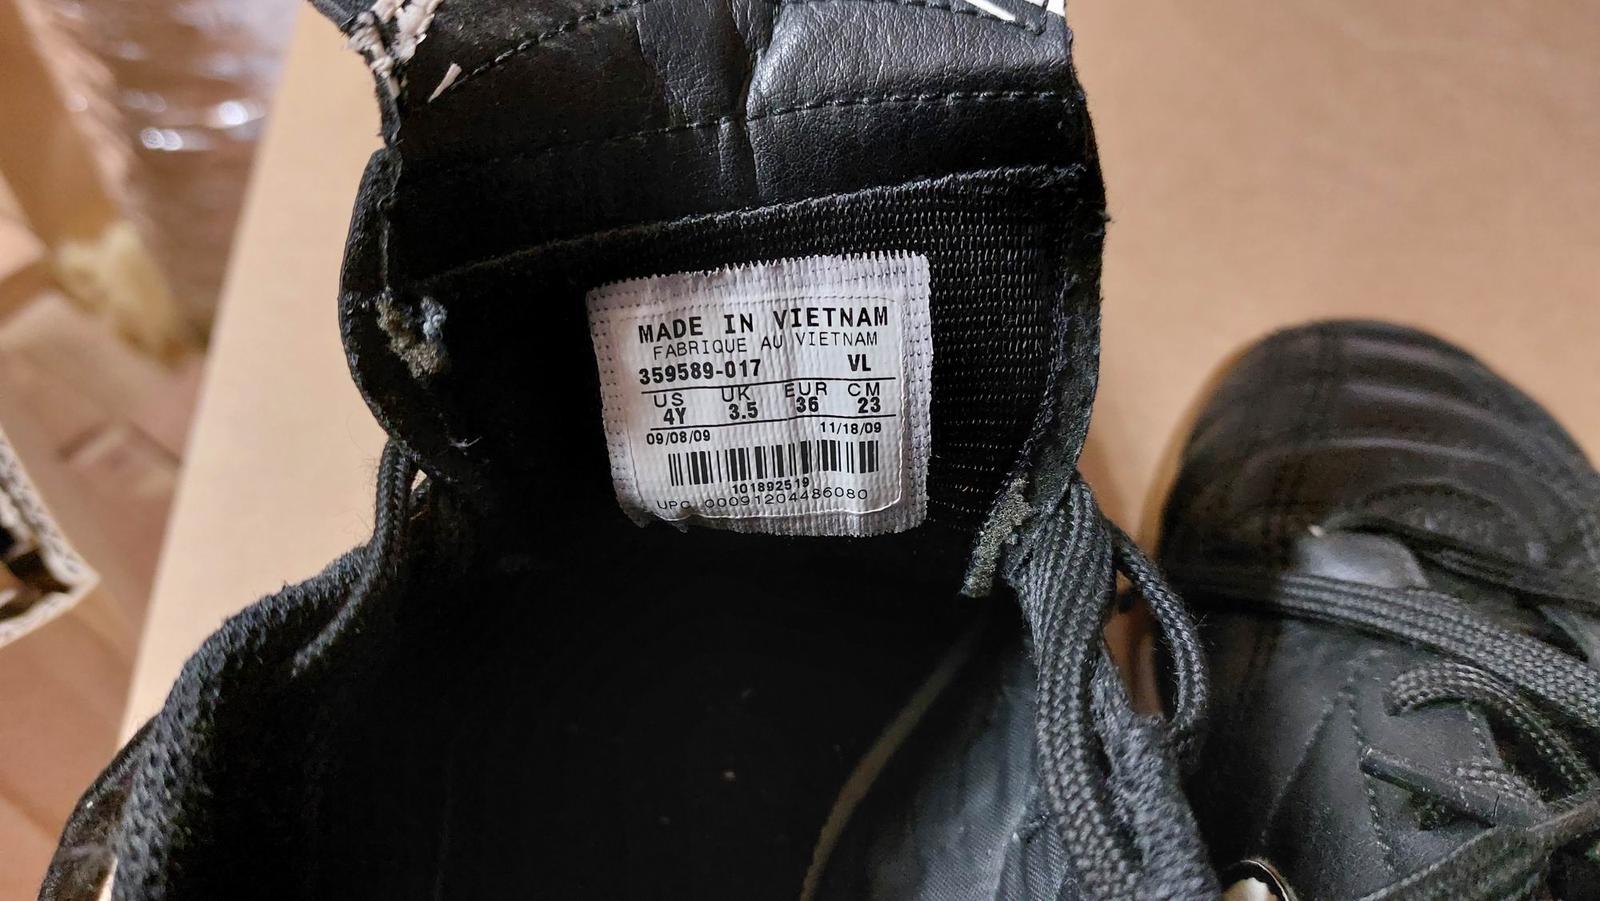 MADE IN VIETNAM
FABRIQUE AU VIETNAM
359589-017 VL
US UK EUR CM
4Y 3.5 36 23
09/08/09 11/18/09
101892519
UPC 00091204486080